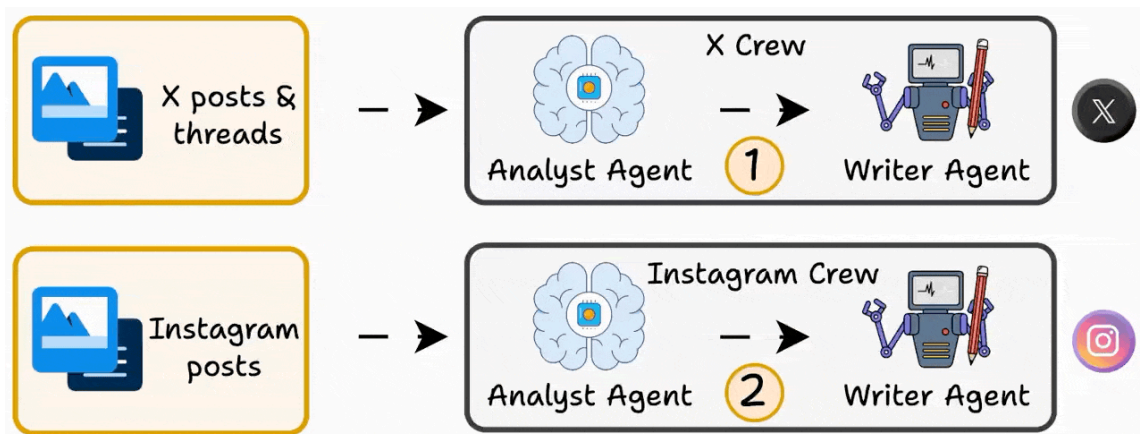 X posts &
threads
X Crew
Analyst Agent
1
Writer Agent
X
Instagram
posts
Instagram Crew
Analyst Agent
2
Writer Agent